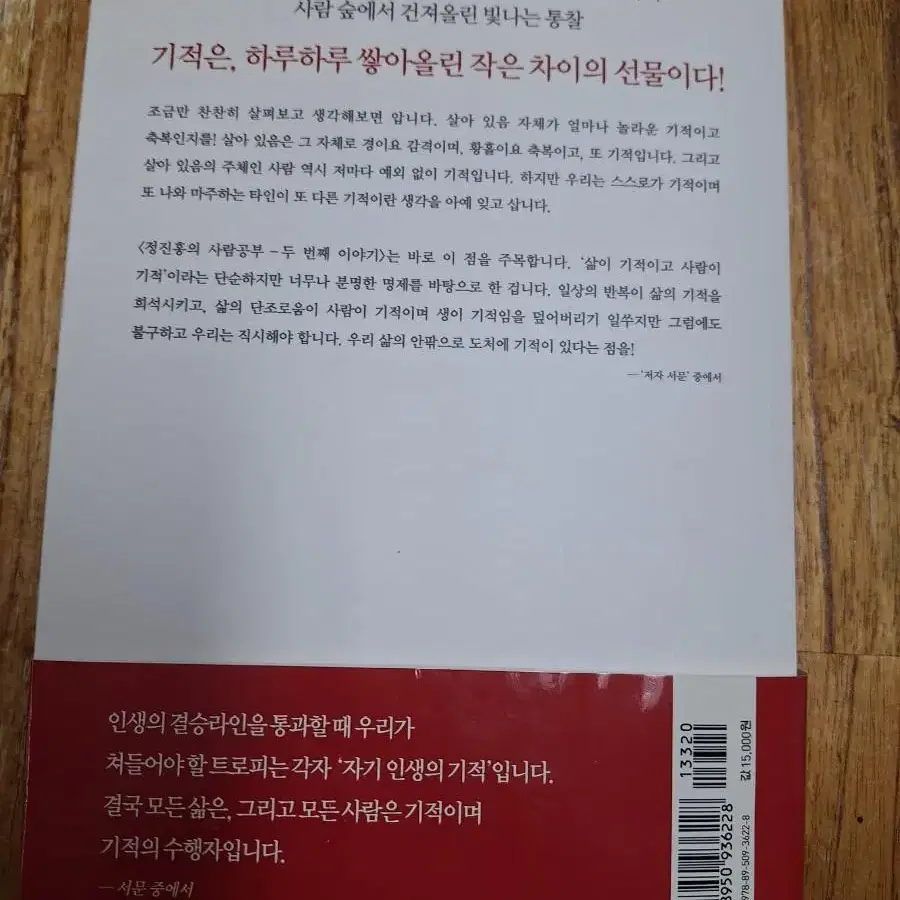 사람 숲에서 건져올린 빛나는 통찰
기적은, 하루하루 쌓아올린 작은 차이의 선물이다!
조금만 찬찬히 살펴보고 생각해보면 압니다. 살아 있음 자체가 얼마나 놀라운 기적이고
축복인지를! 살아 있음은 그 자체로 경이요 감격이며, 황홀이요 축복이고, 또 기적입니다. 그리고
살아 있음의 주체인 사람 역시 저마다 예외 없이 기적입니다. 하지만 우리는 스스로가 기적이며
또 나와 마주하는 타인이 또 다른 기적이란 생각을 아예 잊고 삽니다.
〈정진홍의 사람공부 – 두 번째 이야기〉는 바로 이 점을 주목합니다. ‘삶이 기적이고 사람이
기적’이라는 단순하지만 너무나 분명한 명제를 바탕으로 한 겁니다. 일상의 반복이 삶의 기적을
희석시키고, 삶의 단조로움이 사람이 기적이며 생이 기적임을 덮어버리기 일쑤지만 그럼에도
불구하고 우리는 직시해야 합니다. 우리 삶의 안팎으로 도처에 기적이 있다는 점을!
— ‘저자 서문’ 중에서
인생의 결승라인을 통과할 때 우리가
쳐들어야 할 트로피는 각자 ‘자기 인생의 기적’입니다.
결국 모든 삶은, 그리고 모든 사람은 기적이며
기적의 수행자입니다.
— 서문 중에서
13320
값 15,000원
8950936228
978-89-509-3622-8